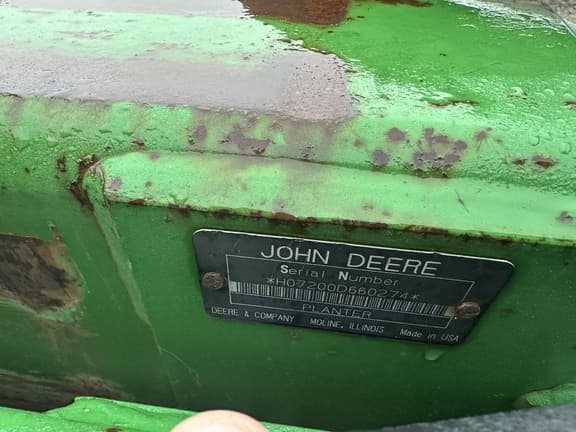 JOHN DEERE
Serial Number
*H07200D660274*
PLANTER
DEERE & COMPANY MOLINE, ILLINOIS Made in USA